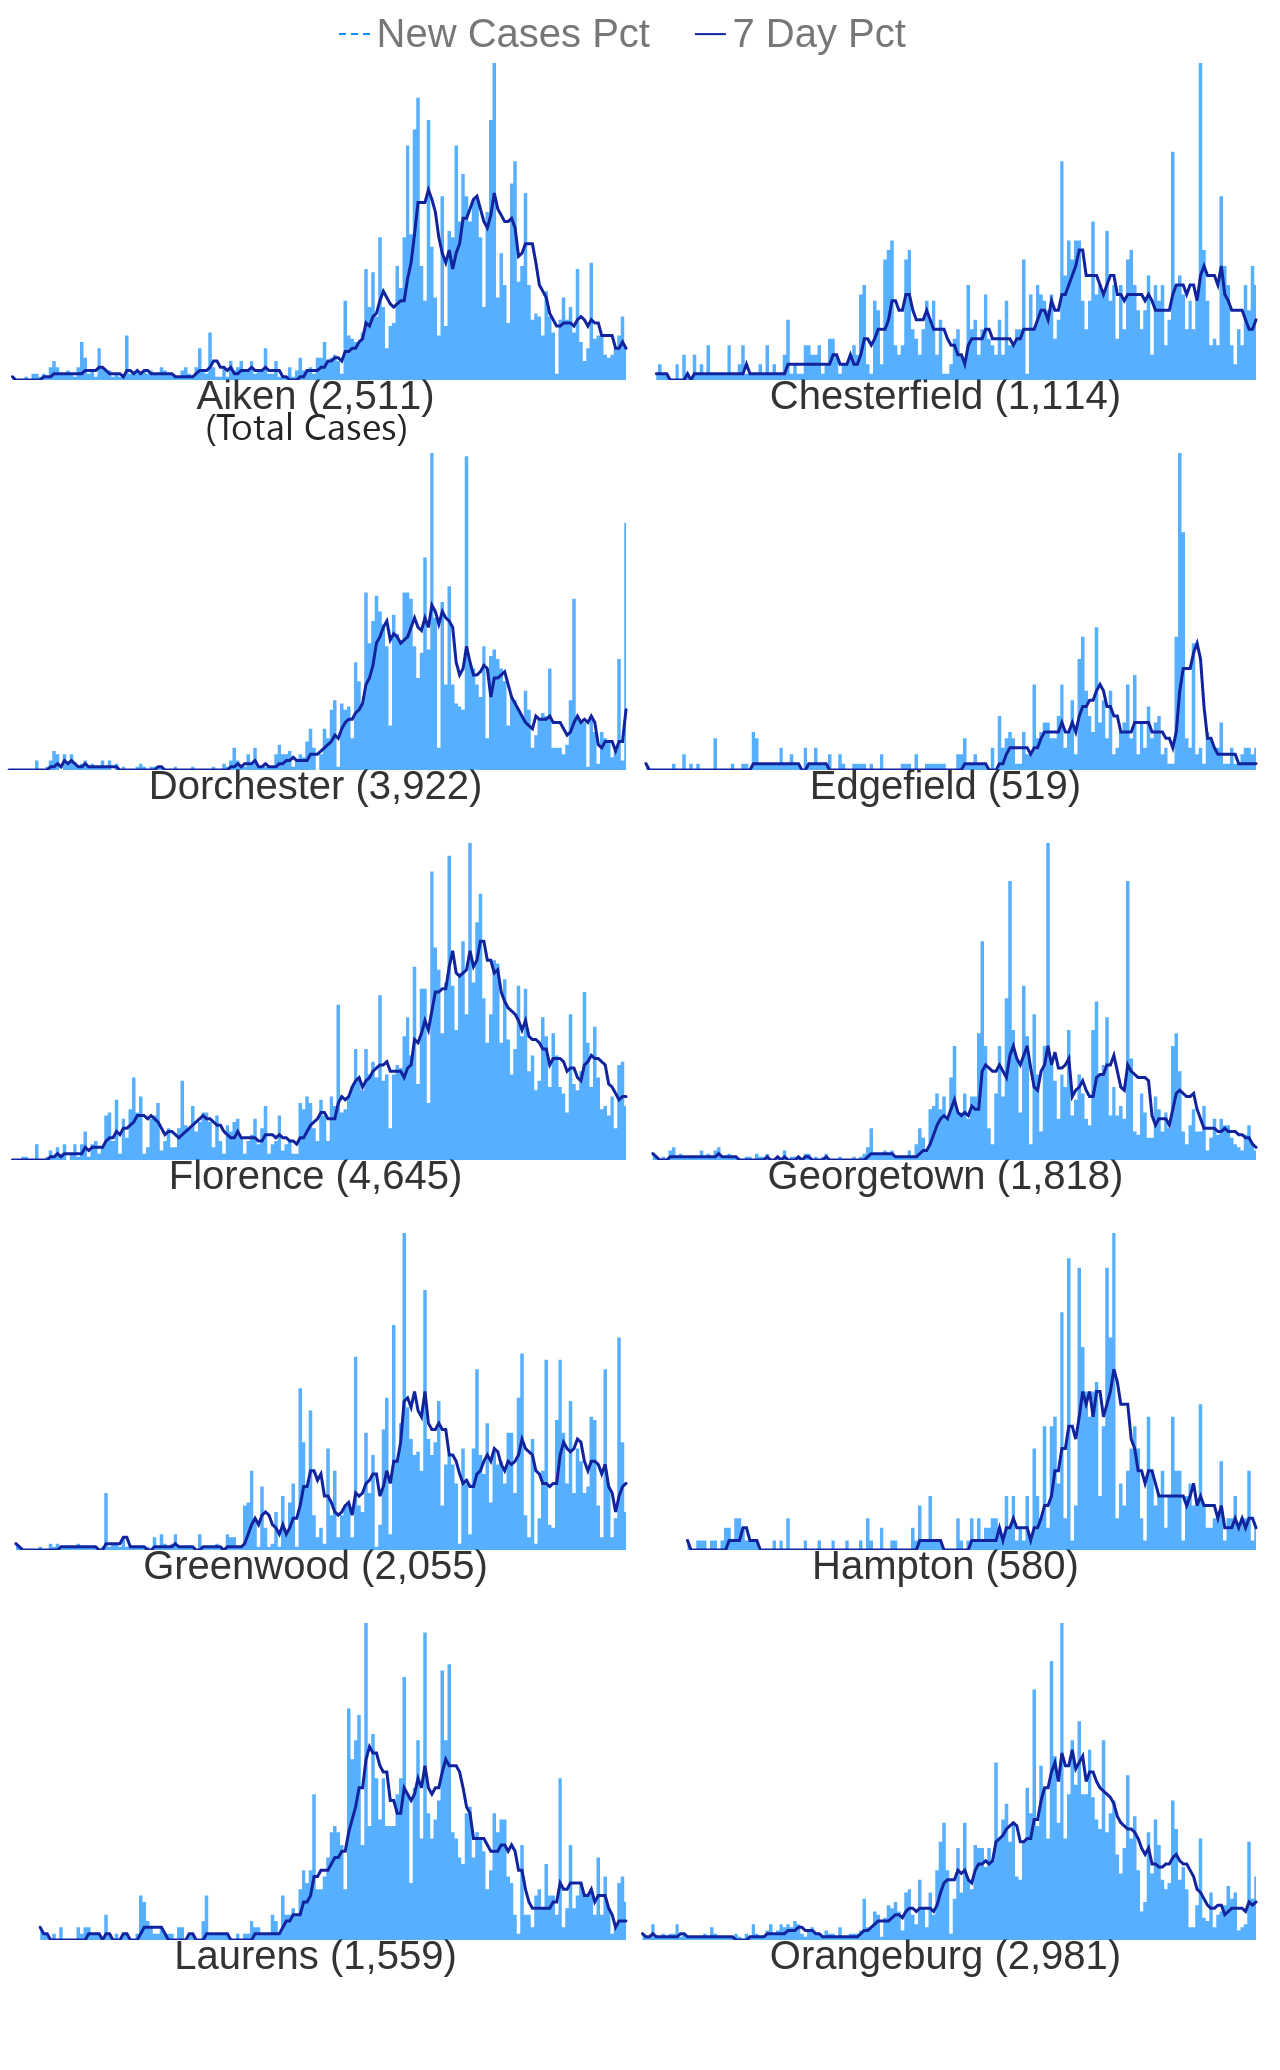 New Cases Pct 7 Day Pct
Aiken (2,511) Chesterfield (1,114)
(Total Cases)
Dorchester (3,922) Edgefield (519)
Florence (4,645) Georgetown (1,818)
Greenwood (2,055) Hampton (580)
Laurens (1,559) Orangeburg (2,981)